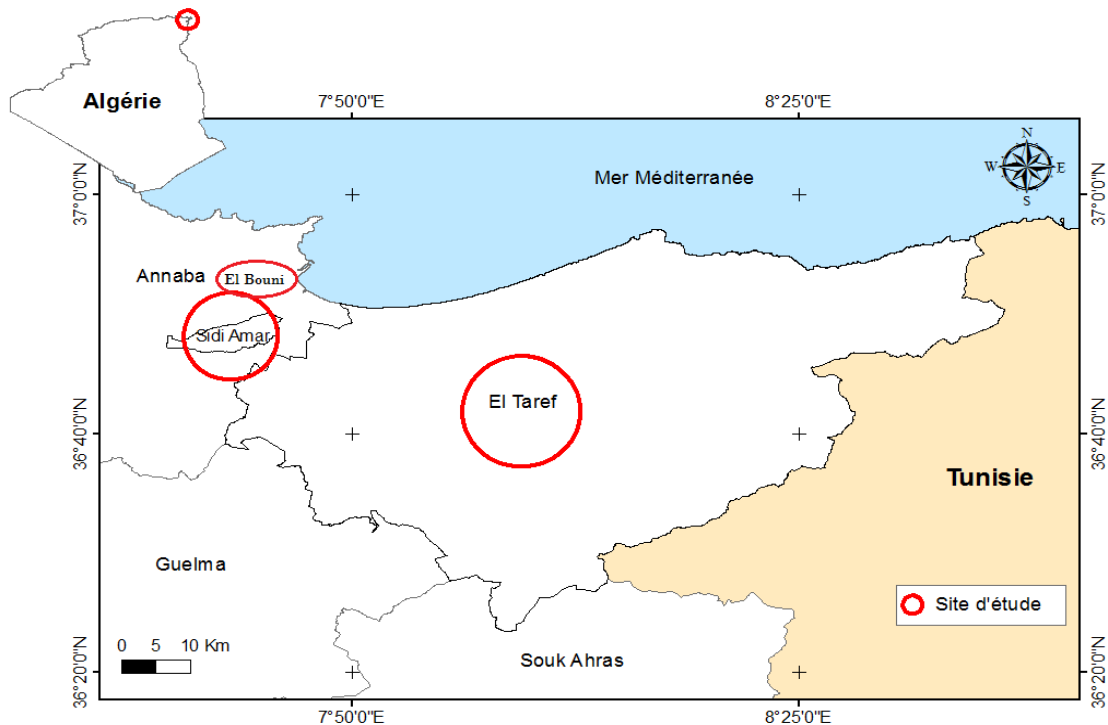 Algérie
7°50'0"E
8°25'0"E
Mer Méditerranée
N
W
E
S
37°0'0"N
37°0'0"N
Annaba
El Bouni
Sidi Amar
El Taref
36°40'0"N
36°40'0"N
Tunisie
Guelma
Site d'étude
0 5 10 Km
Souk Ahras
36°20'0"N
36°20'0"N
7°50'0"E
8°25'0"E